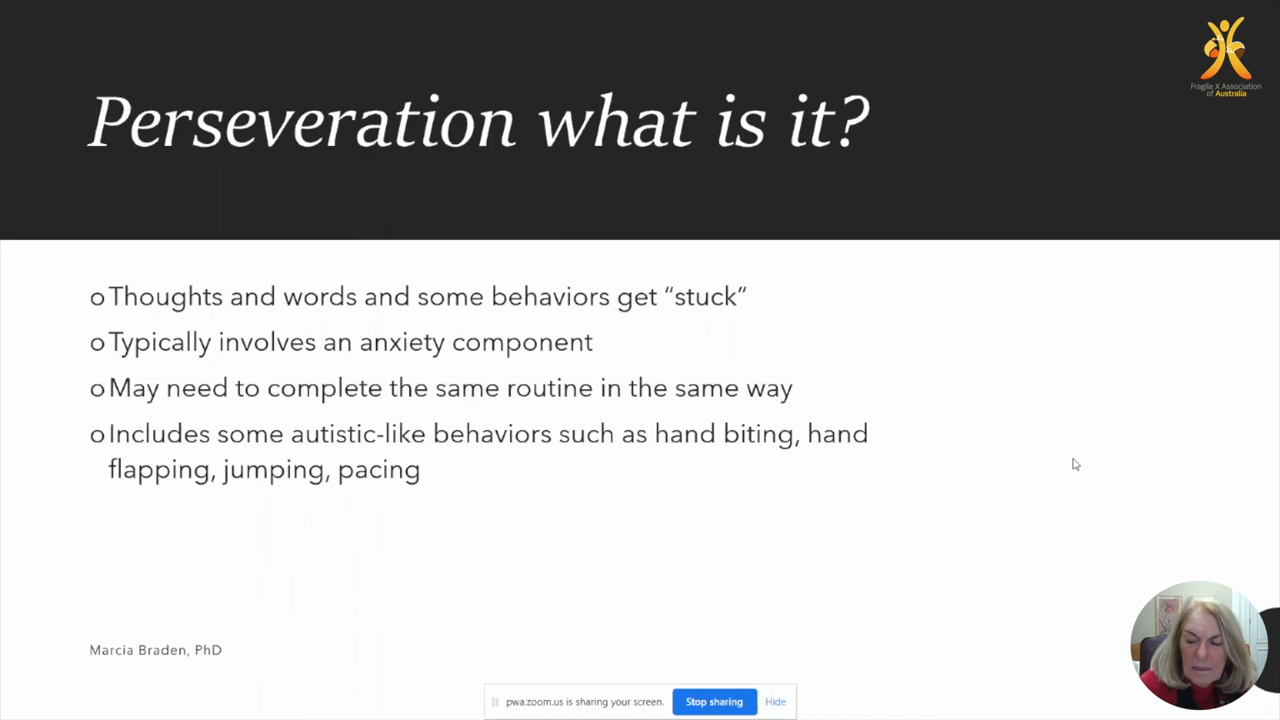 Fragile X Association
of Australia
Perseveration what is it?
o Thoughts and words and some behaviors get “stuck”
o Typically involves an anxiety component
o May need to complete the same routine in the same way
o Includes some autistic-like behaviors such as hand biting, hand
flapping, jumping, pacing
Marcia Braden, PhD
pwa.zoom.us is sharing your screen. Stop sharing Hide